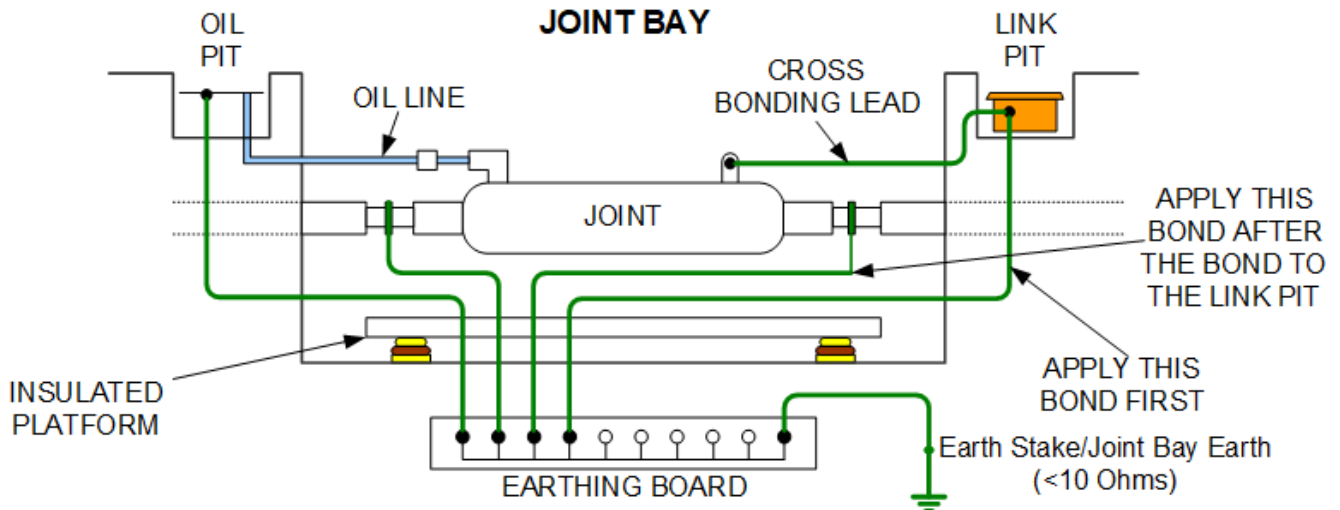 JOINT BAY
OIL
PIT
LINK
PIT
CROSS
BONDING LEAD
OIL LINE
JOINT
APPLY THIS
BOND AFTER
THE BOND TO
THE LINK PIT
INSULATED
PLATFORM
APPLY THIS
BOND FIRST
Earth Stake/Joint Bay Earth
(<10 Ohms)
EARTHING BOARD